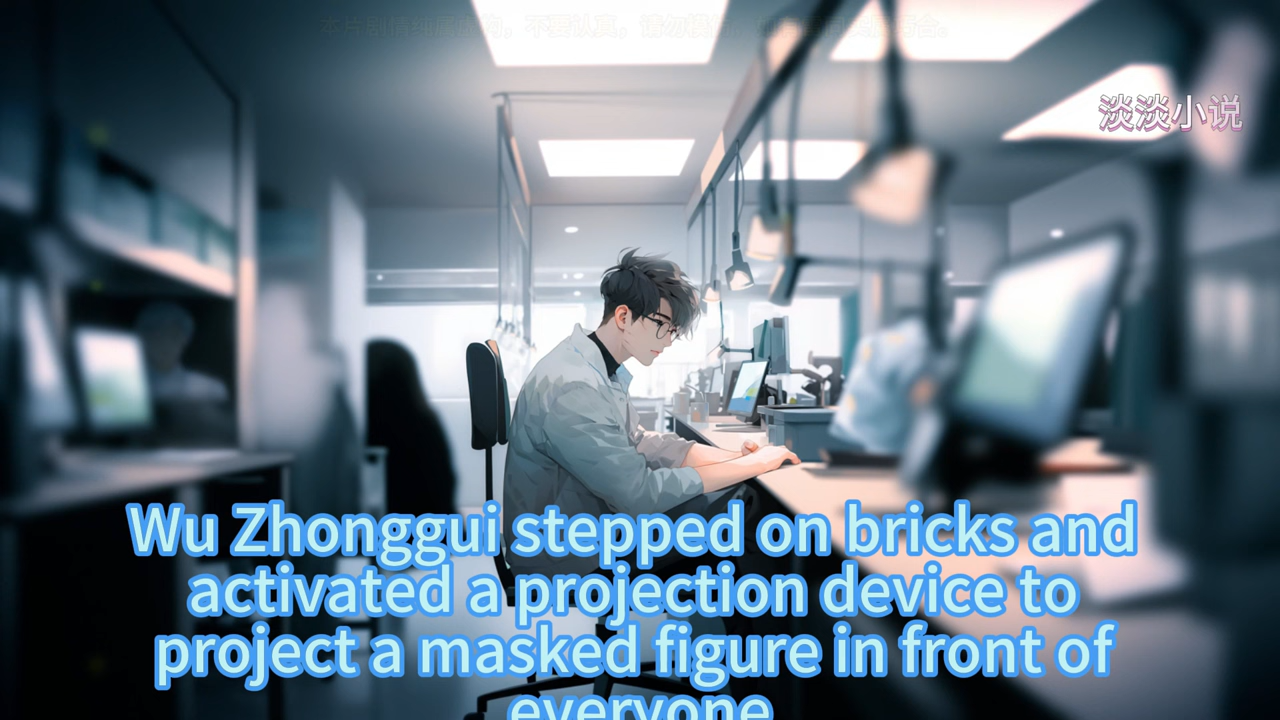 淡淡小说
Wu Zhonggui stepped on bricks and
activated a projection device to
project a masked figure in front of
everyone